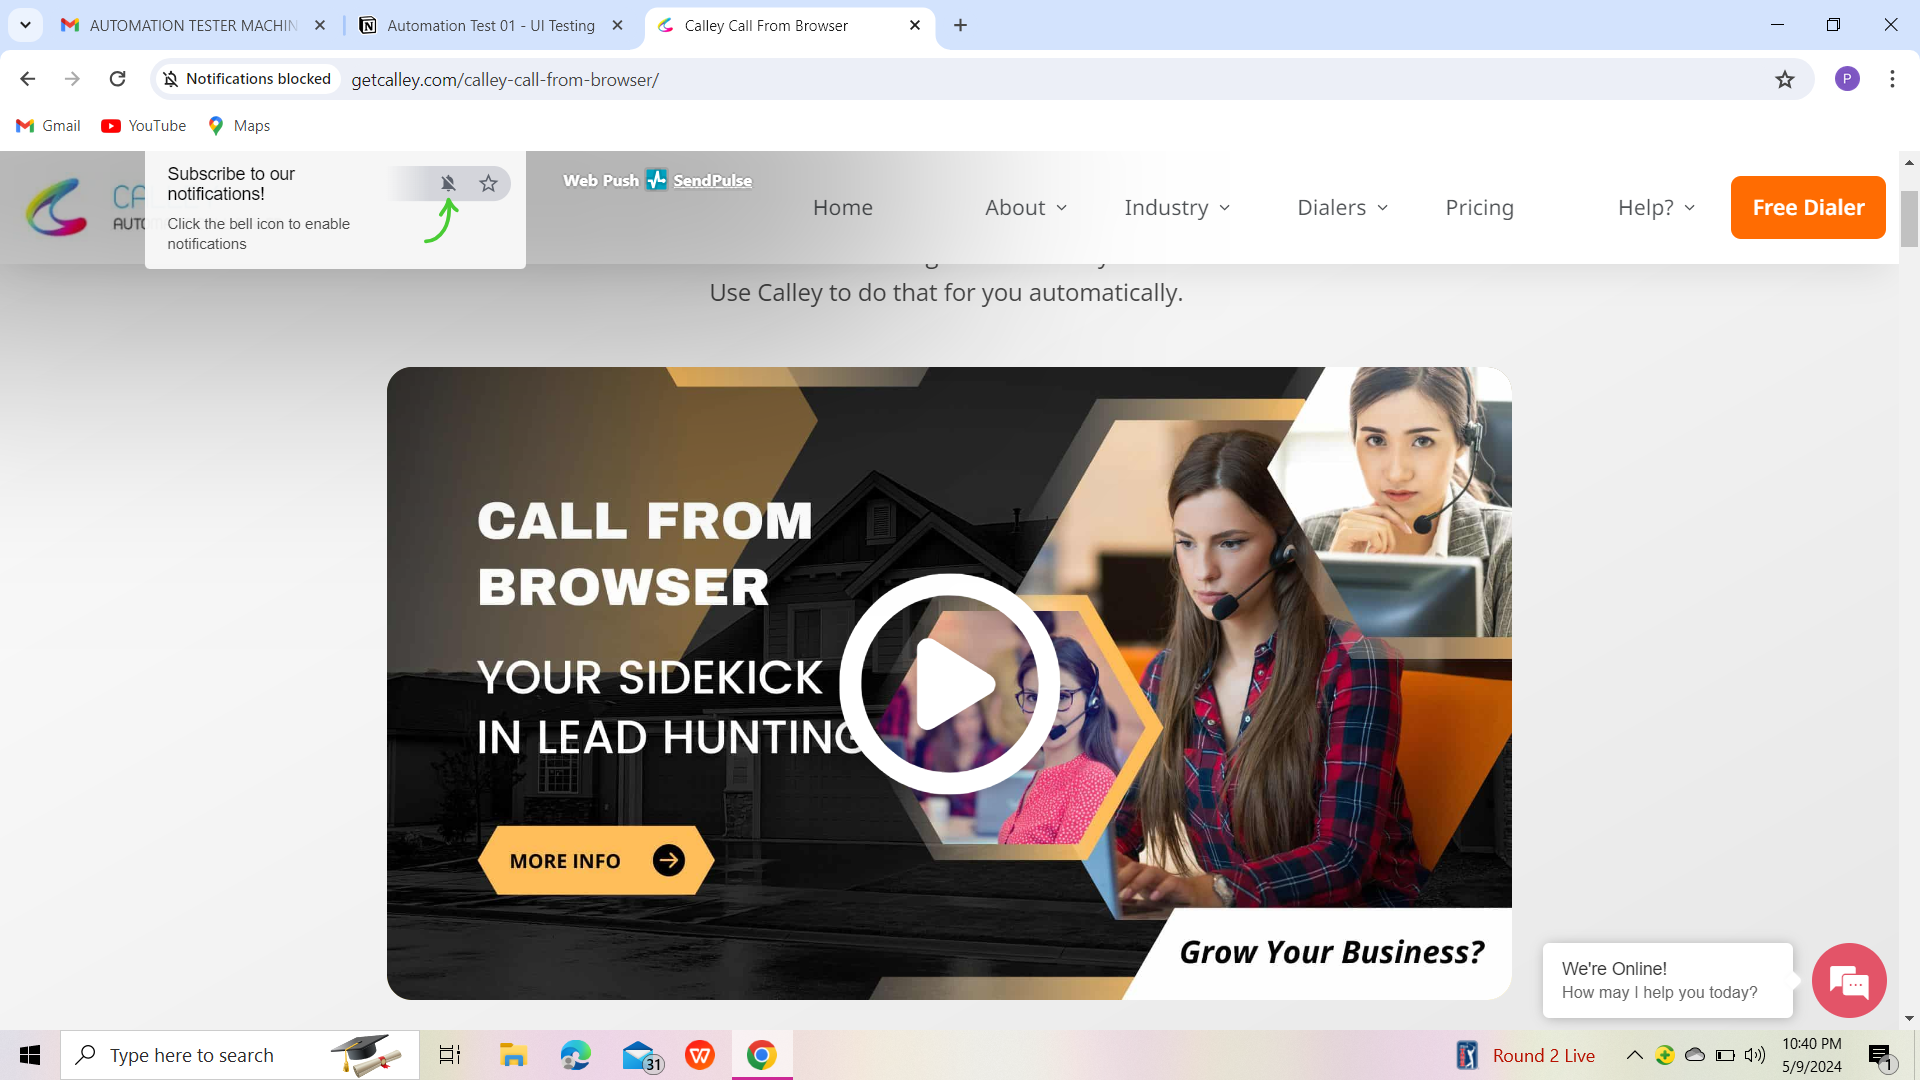 AUTOMATION TESTER MACHIN
Automation Test 01 - UI Testing
Calley Call From Browser
Notifications blocked
getcalley.com/calley-call-from-browser/
P
Gmail
YouTube
Maps
Subscribe to our
notifications!
Click the bell icon to enable
notifications
Web Push SendPulse
CA
AUTO
Home
About
Industry
Dialers
Pricing
Help?
Free Dialer
Use Calley to do that for you automatically.
CALL FROM
BROWSER
YOUR SIDEKICK
IN LEAD HUNTING
MORE INFO
Grow Your Business?
We're Online!
How may I help you today?
Type here to search
31
Round 2 Live
10:40 PM
5/9/2024
1